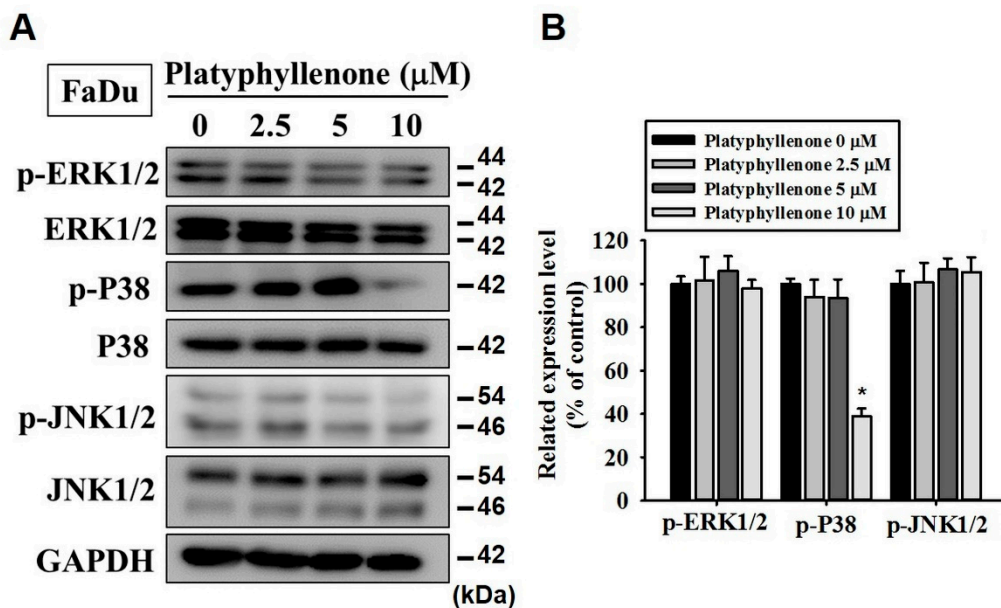 A
FaDu
Platyphyllenone (μM)
0 2.5 5 10
p-ERK1/2
44
42
ERK1/2
44
42
p-P38
42
P38
42
p-JNK1/2
54
46
JNK1/2
54
46
GAPDH
42
(kDa)
B
Platyphyllenone 0 μM
Platyphyllenone 2.5 μM
Platyphyllenone 5 μM
Platyphyllenone 10 μM
Related expression level
(% of control)
120
100
80
60
40
20
0
*
p-ERK1/2 p-P38 p-JNK1/2